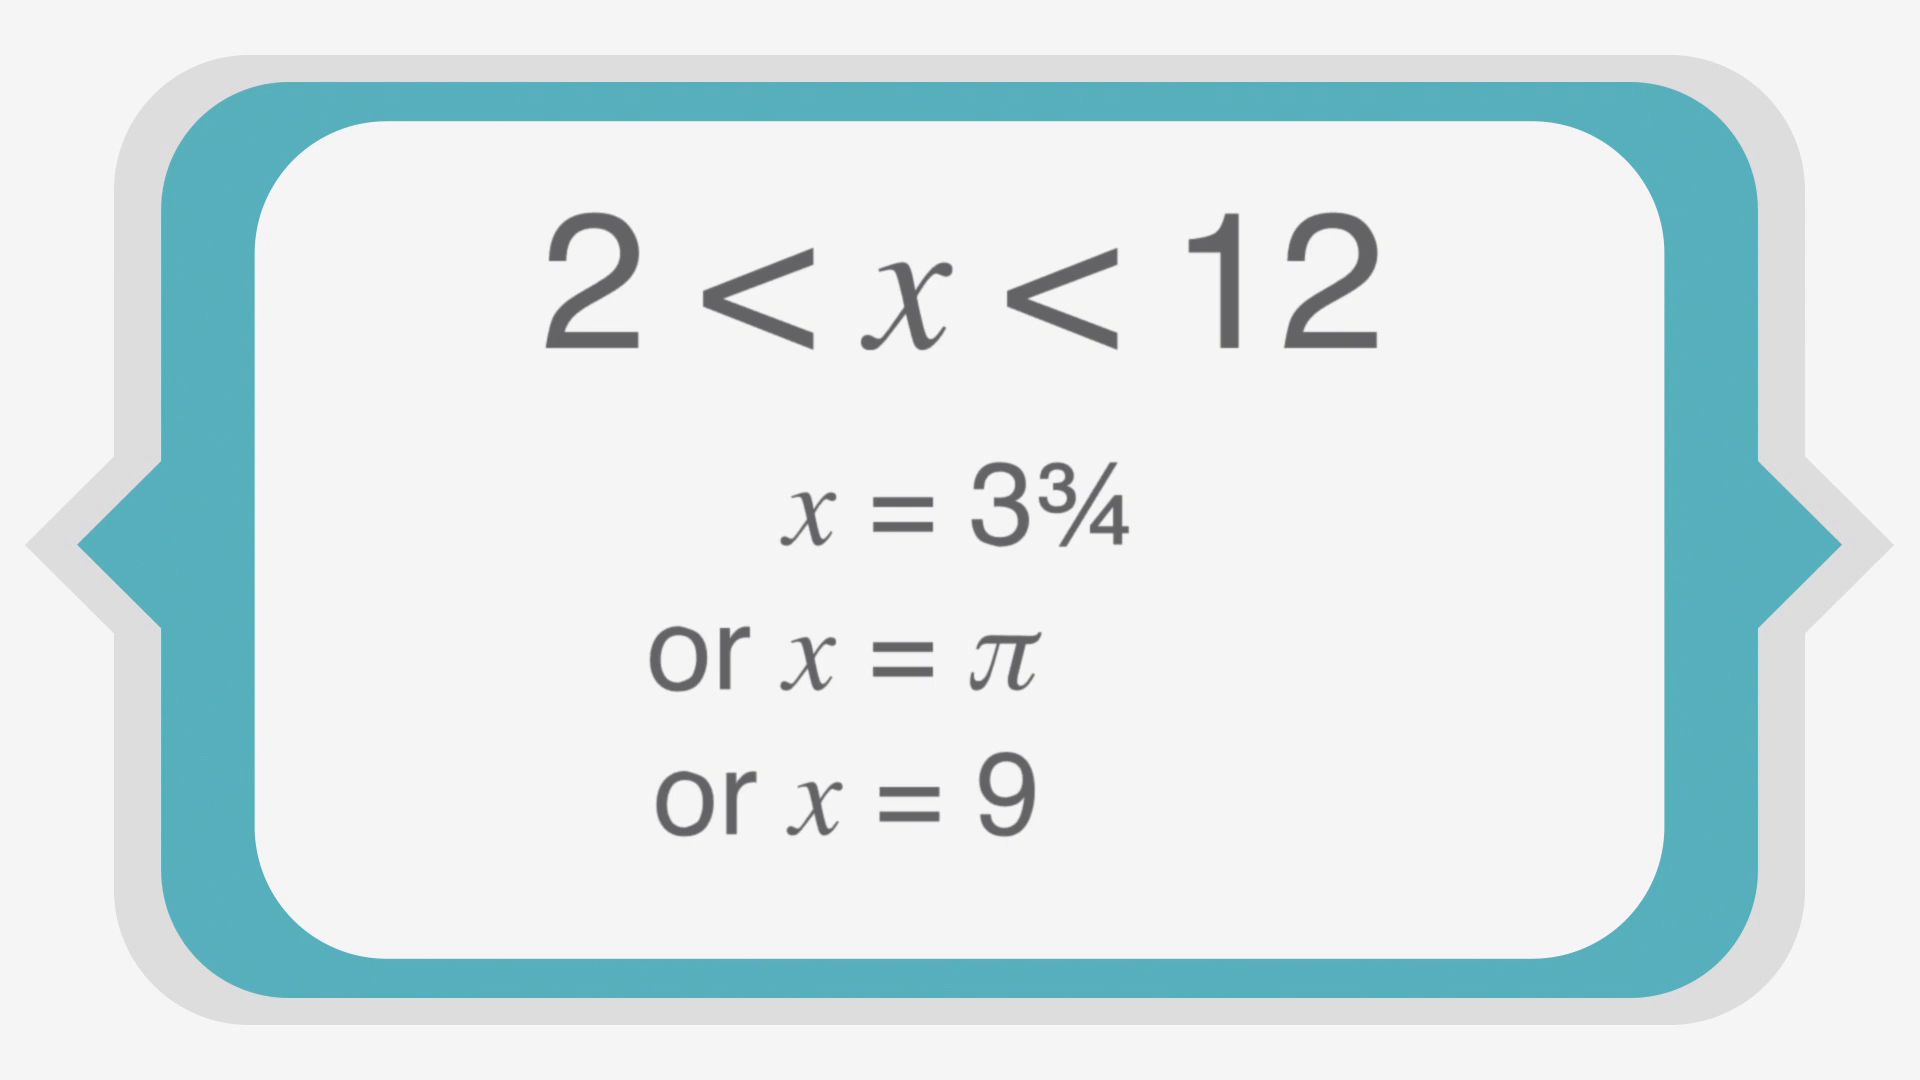 2 < x < 12
x = 3¾
or x = π
or x = 9